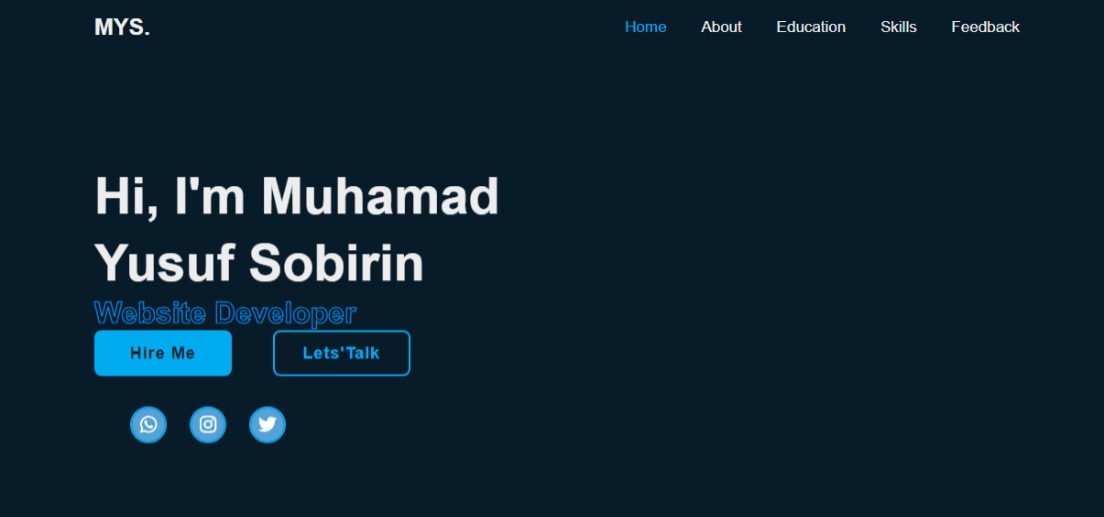 MYS.
Home About Education Skills Feedback
Hi, I'm Muhamad
Yusuf Sobirin
Website Developer
Hire Me Lets'Talk